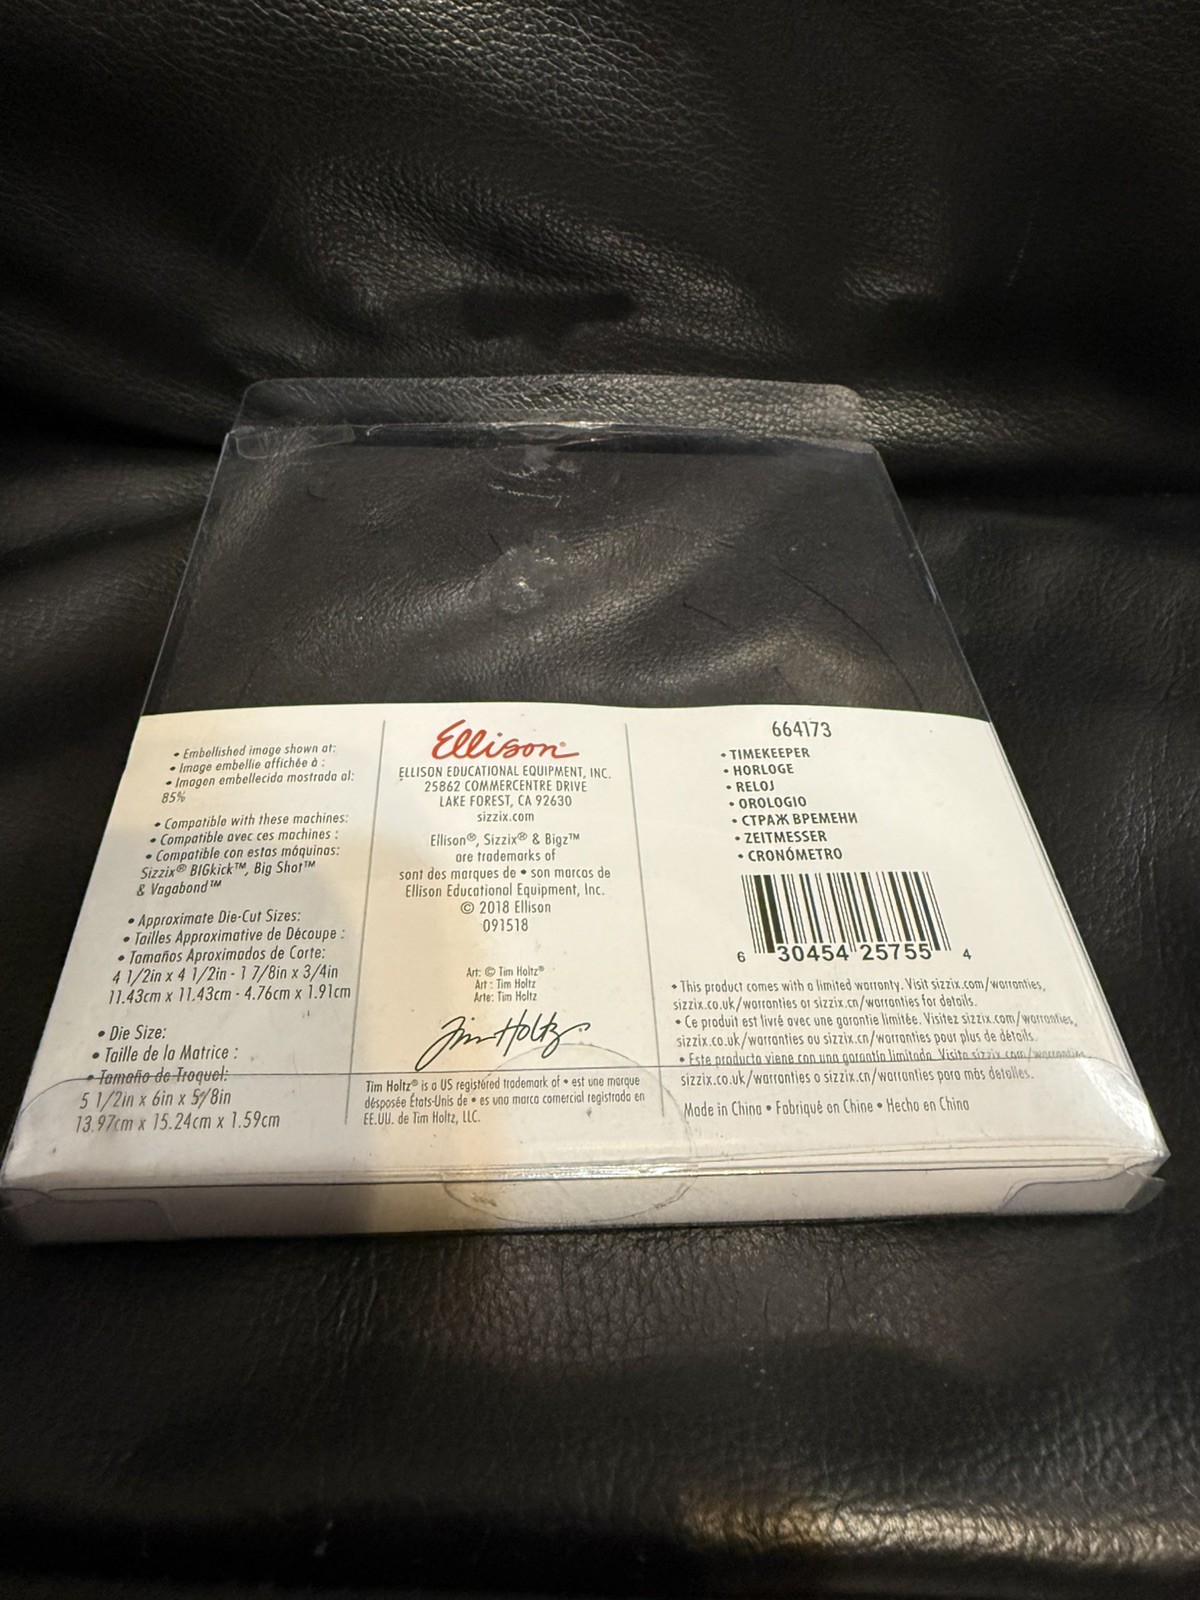 • Embellished image shown at:
• Image embellie affichée à :
• Imagen embellecida mostrada al:
85%
• Compatible with these machines:
• Compatible avec ces machines :
• Compatible con estas máquinas:
Sizzix® BIGkick™, Big Shot™
& Vagabond™
• Approximate Die-Cut Sizes:
• Tailles Approximative de Découpe :
• Tamaños Aproximados de Corte:
4 1/2in x 4 1/2in - 1 7/8in x 3/4in
11.43cm x 11.43cm - 4.76cm x 1.91cm
• Die Size:
• Taille de la Matrice :
• Tamaño de Troquel:
5 1/2in x 6in x 5/8in
13.97cm x 15.24cm x 1.59cm
Ellison®
ELLISON EDUCATIONAL EQUIPMENT, INC.
25862 COMMERCENTRE DRIVE
LAKE FOREST, CA 92630
sizzix.com
Ellison®, Sizzix® & Bigz™
are trademarks of
sont des marques de • son marcas de
Ellison Educational Equipment, Inc.
© 2018 Ellison
091518
Art: © Tim Holtz®
Art : Tim Holtz
Arte: Tim Holtz
Tim Holtz
Tim Holtz® is a US registered trademark of • est une marque
désposée États-Unis de • es una marca comercial registrada en
EE.UU. de Tim Holtz, LLC.
664173
• TIMEKEEPER
• HORLOGE
• RELOJ
• OROLOGIO
• СТРАЖ ВРЕМЕНИ
• ZEITMESSER
• CRONÓMETRO
6 30454 25755 4
• This product comes with a limited warranty. Visit sizzix.com/warranties,
sizzix.co.uk/warranties or sizzix.cn/warranties for details.
• Ce produit est livré avec une garantie limitée. Visitez sizzix.com/warranties,
sizzix.co.uk/warranties ou sizzix.cn/warranties pour plus de détails.
• Este producto viene con una garantía limitada. Visita sizzix.com/warranties,
sizzix.co.uk/warranties o sizzix.cn/warranties para más detalles.
Made in China • Fabriqué en Chine • Hecho en China